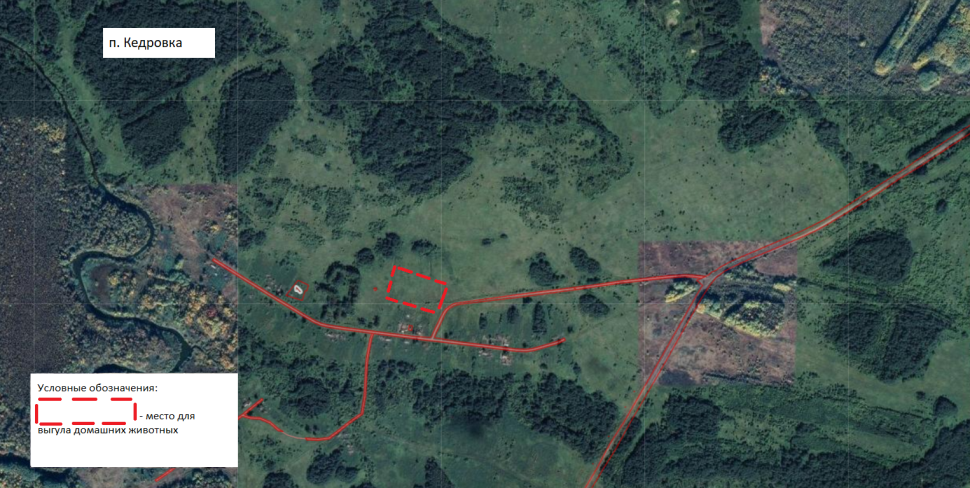 п. Кедровка
Условные обозначения:
- место для
выгула домашних животных